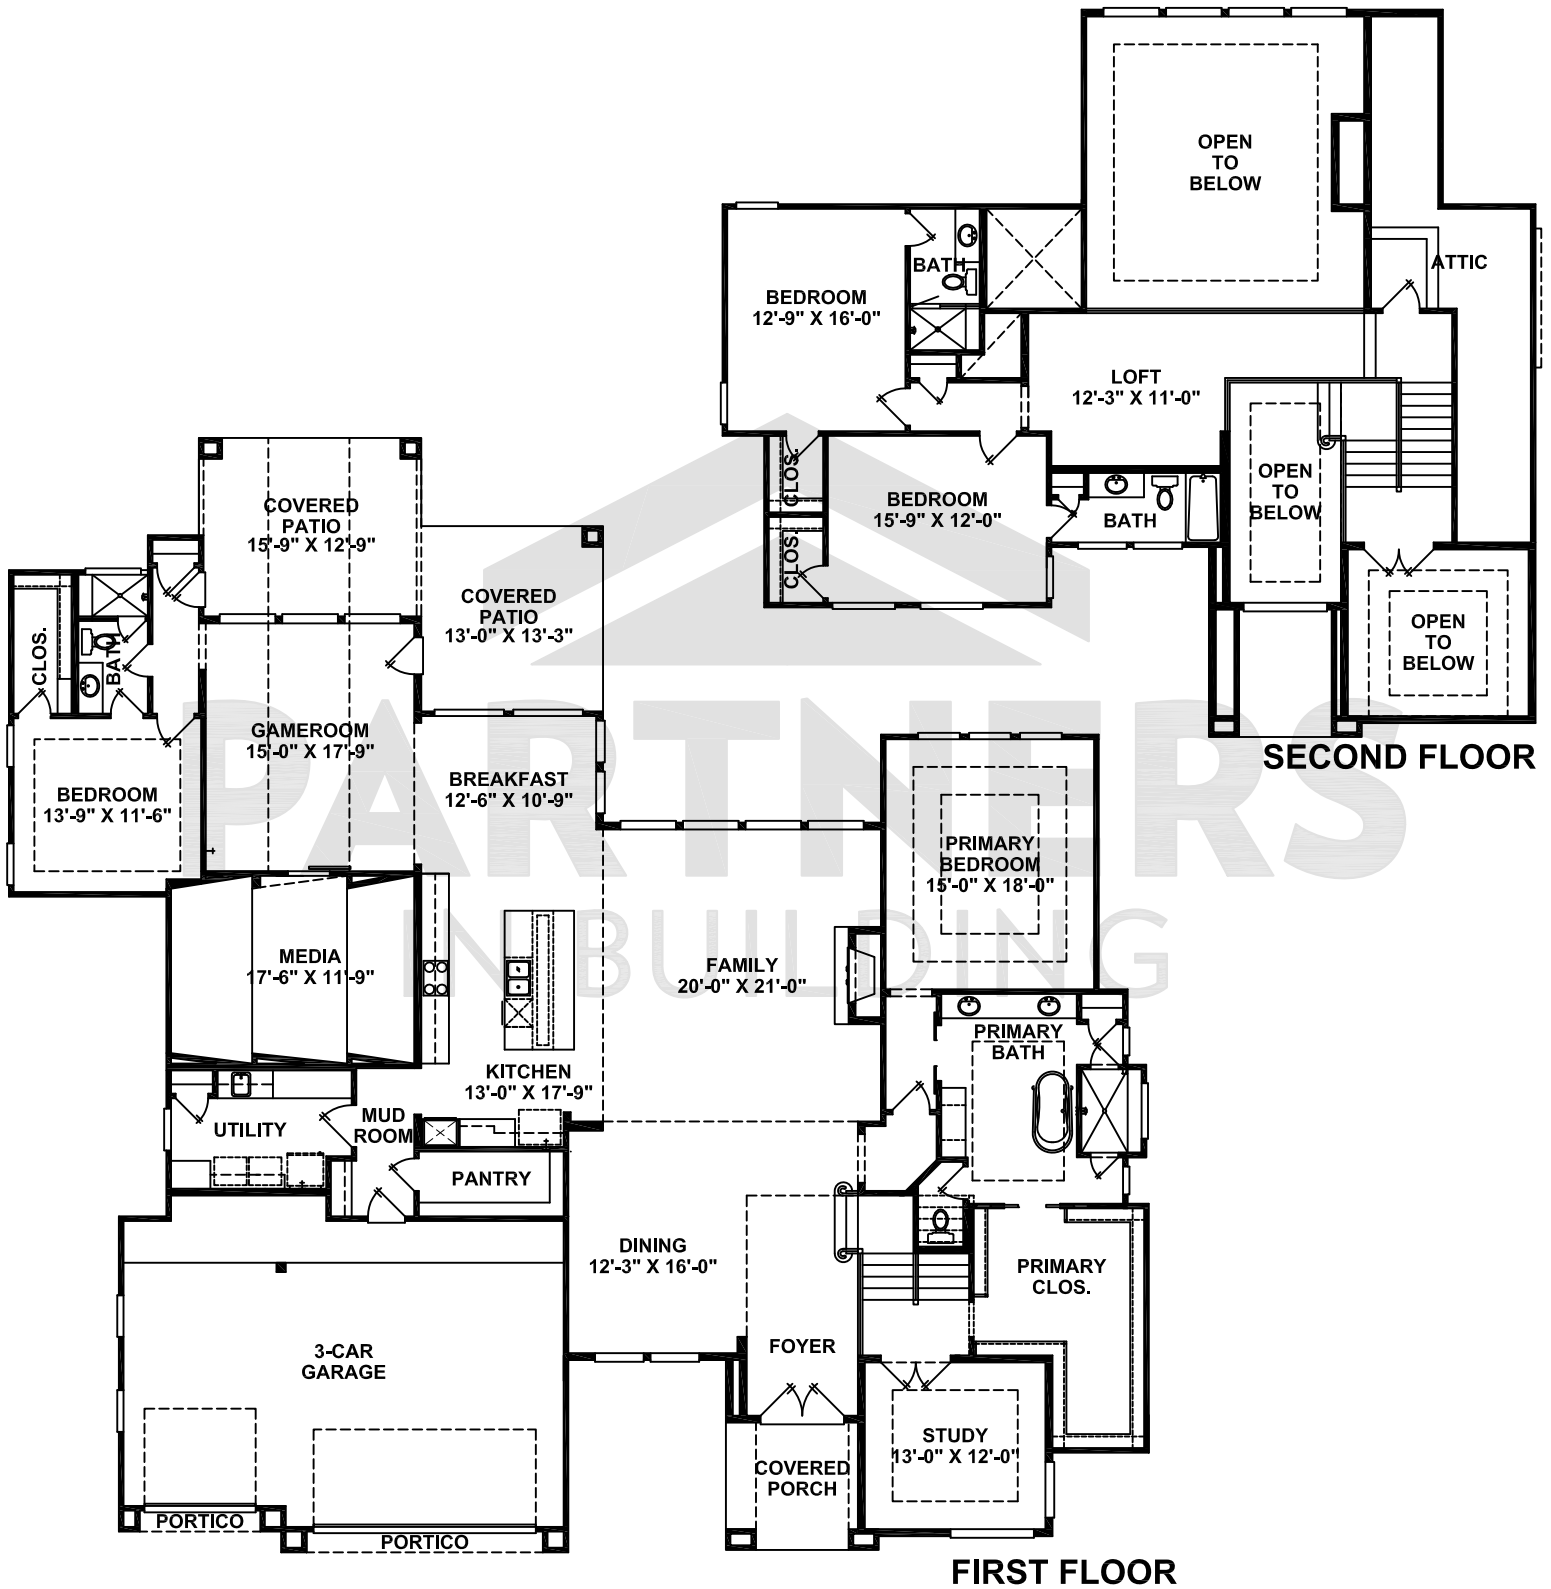 OPEN
TO
BELOW
ATTIC
BATH
BEDROOM
12'-9" X 16'-0"
LOFT
12'-3" X 11'-0"
CLOS.
BEDROOM
15'-9" X 12'-0"
BATH
OPEN
TO
BELOW
CLOS.
OPEN
TO
BELOW
SECOND FLOOR
COVERED
PATIO
15'-9" X 12'-9"
COVERED
PATIO
13'-0" X 13'-3"
CLOS.
BATH
GAMEROOM
15'-0" X 17'-9"
BREAKFAST
12'-6" X 10'-9"
BEDROOM
13'-9" X 11'-6"
PRIMARY
BEDROOM
15'-0" X 18'-0"
PARTNERS
IN BUILDING
MEDIA
17'-6" X 11'-9"
FAMILY
20'-0" X 21'-0"
PRIMARY
BATH
KITCHEN
13'-0" X 17'-9"
UTILITY
MUD
ROOM
PANTRY
DINING
12'-3" X 16'-0"
PRIMARY
CLOS.
FOYER
3-CAR
GARAGE
STUDY
13'-0" X 12'-0"
COVERED
PORCH
PORTICO
PORTICO
FIRST FLOOR